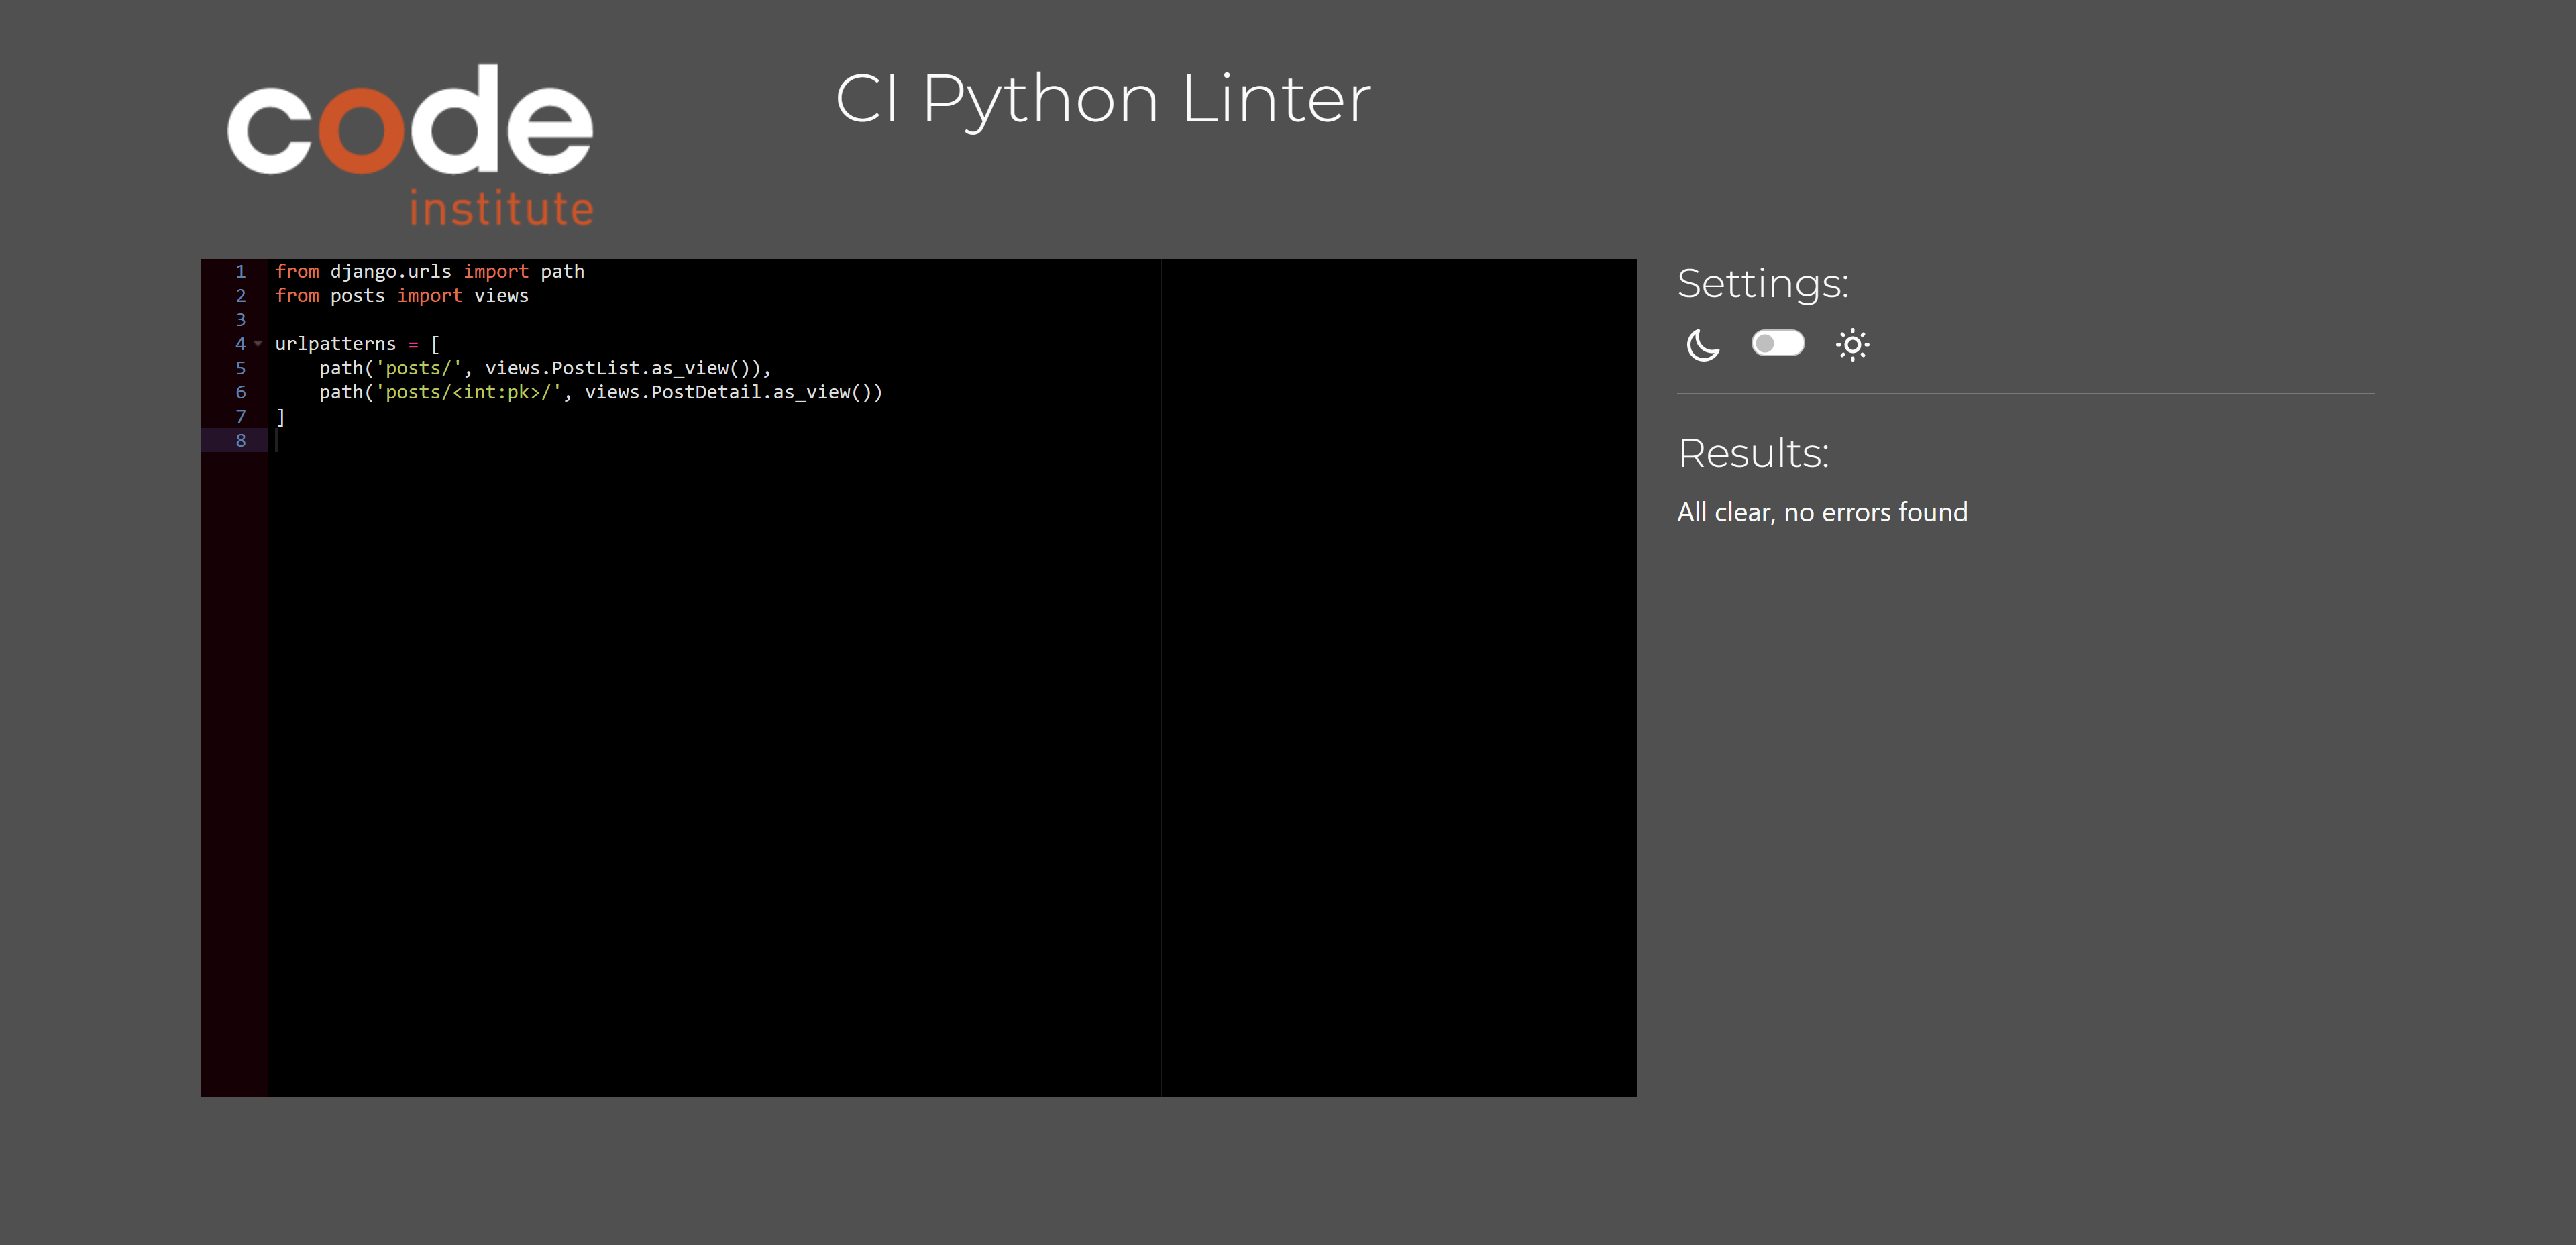 code
institute
CI Python Linter
1 from django.urls import path
2 from posts import views
3
4 urlpatterns = [
5     path('posts/', views.PostList.as_view()),
6     path('posts/<int:pk>/', views.PostDetail.as_view())
7 ]
8
Settings:
Results:
All clear, no errors found